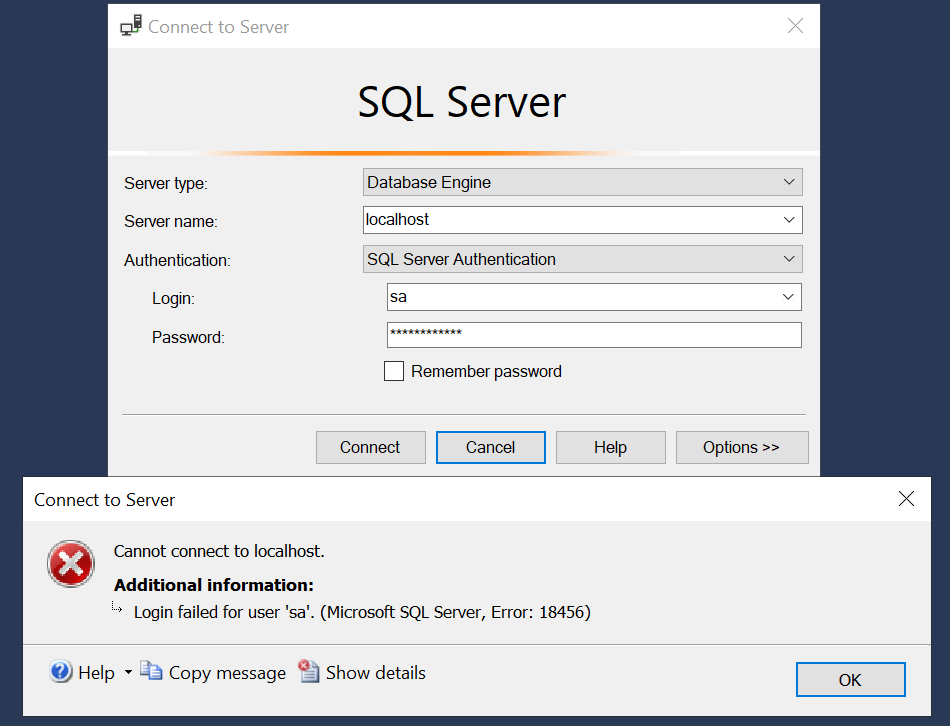 Connect to Server
SQL Server
Server type: Database Engine
Server name: localhost
Authentication: SQL Server Authentication
Login: sa
Password: ************
Remember password
Connect Cancel Help Options >>
Connect to Server
Cannot connect to localhost.
Additional information:
Login failed for user 'sa'. (Microsoft SQL Server, Error: 18456)
Help Copy message Show details OK